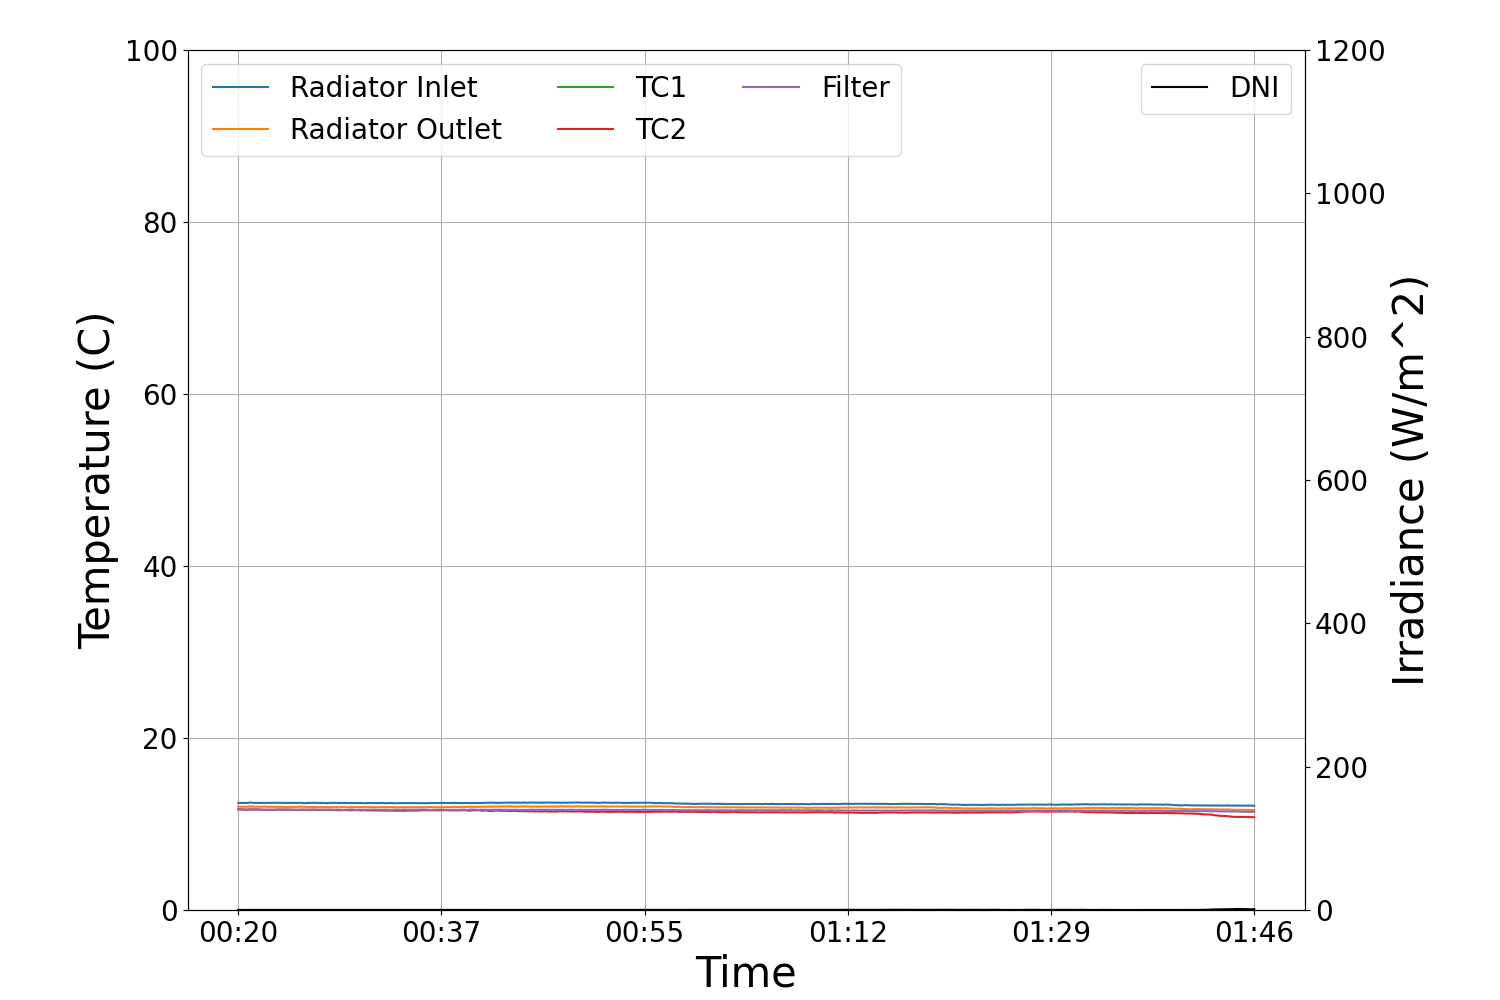 Radiator Inlet
Radiator Outlet
TC1
TC2
Filter
DNI
100
80
60
40
20
0
Temperature (C)
1200
1000
800
600
400
200
0
Irradiance (W/m^2)
00:20
00:37
00:55
01:12
01:29
01:46
Time